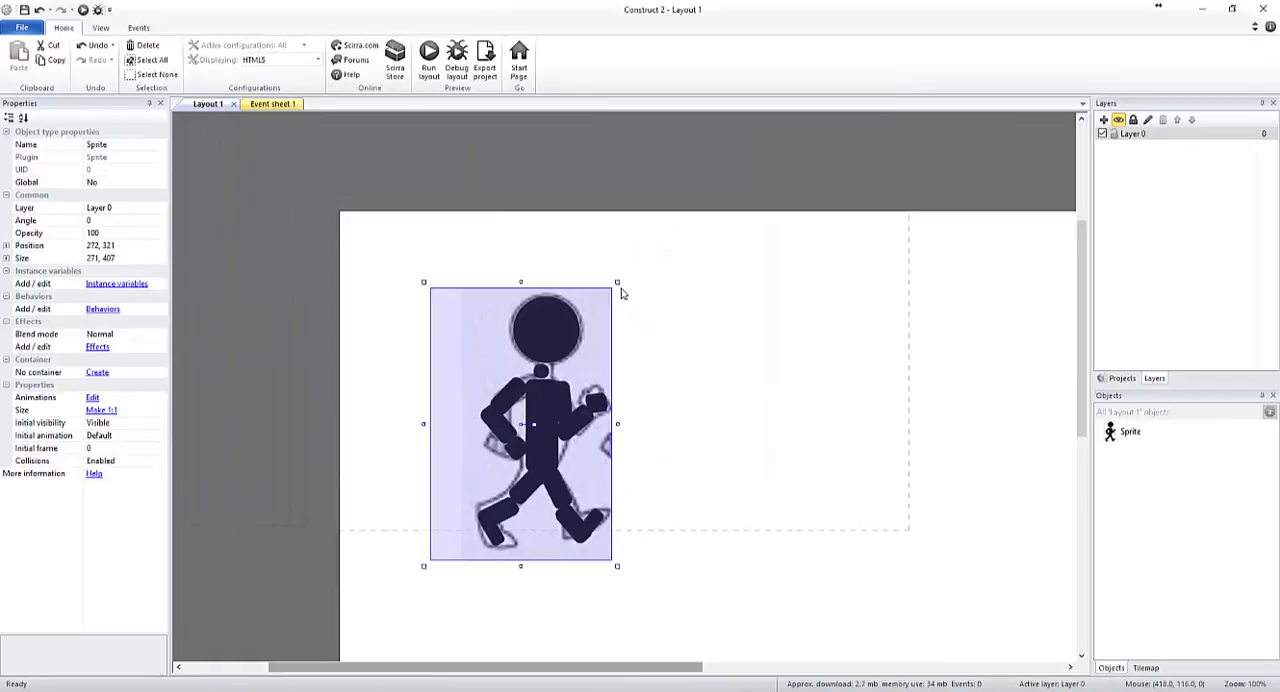 Construct 2 - Layout 1
File Home View Events
Paste Cut Copy
Undo Redo
Delete Select All Select None
Active configurations: All
Displaying: HTML5
Scirra.com Forums Help
Scirra Store
Run layout
Debug layout
Export project
Start Page
Clipboard Undo Selection Configurations Online Preview Go
Properties
Layout 1 Event sheet 1
Layers
Object type properties
Name Sprite
Plugin Sprite
UID 0
Global No
Common
Layer Layer 0
Angle 0
Opacity 100
Position 272, 321
Size 271, 407
Instance variables
Add / edit Instance variables
Behaviors
Add / edit Behaviors
Effects
Blend mode Normal
Add / edit Effects
Container
No container Create
Properties
Animations Edit
Size Make 1:1
Initial visibility Visible
Initial animation Default
Initial frame 0
Collisions Enabled
More information Help
Layer 0 0
Projects Layers
Objects
All 'Layout 1' objects
Sprite
Objects Tilemap
Ready
Approx. download: 2.7 mb memory use: 34 mb Events: 0 Active layer: Layer 0 Mouse: (418.0, 116.0, 0) Zoom: 100%